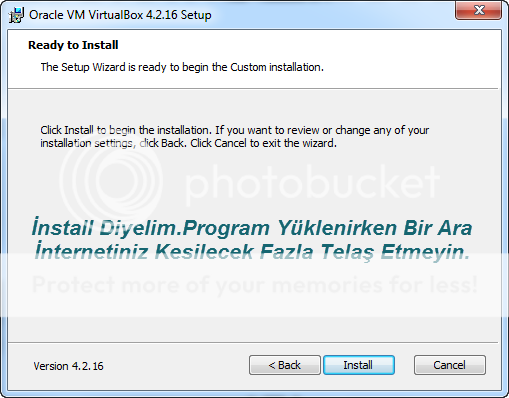 Oracle VM VirtualBox 4.2.16 Setup
Ready to Install
The Setup Wizard is ready to begin the Custom installation.
Click Install to begin the installation. If you want to review or change any of your
installation settings, click Back. Click Cancel to exit the wizard.
photobucket
İnstall Diyelim.Program Yüklenirken Bir Ara
İnternetiniz Kesilecek Fazla Telaş Etmeyin.
Protect more of your memories for less!
Version 4.2.16
< Back
Install
Cancel